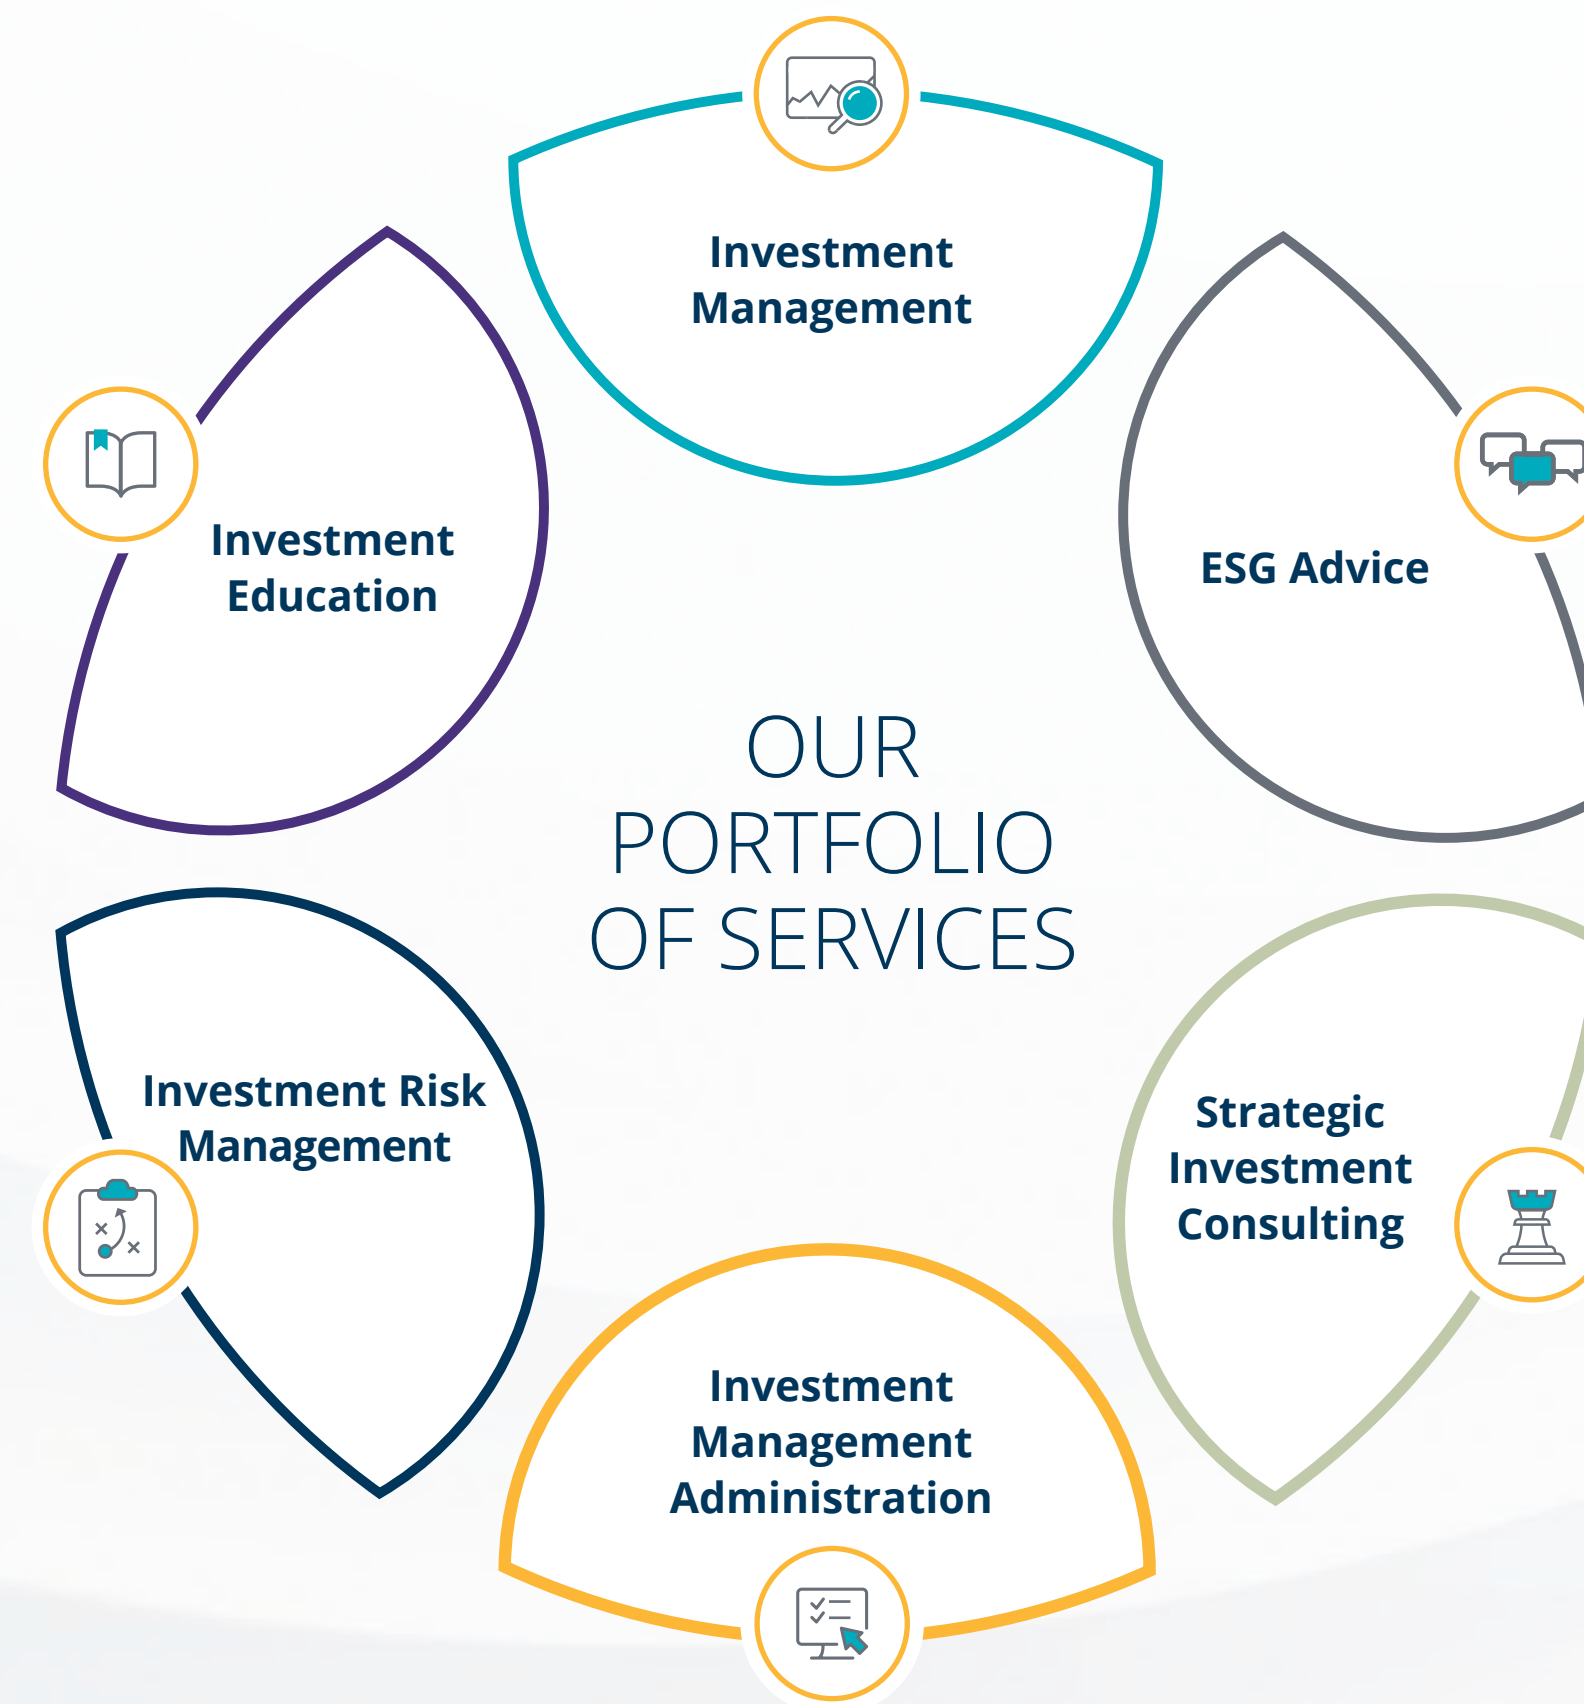 Investment
Management
Investment
Education
ESG Advice
OUR
PORTFOLIO
OF SERVICES
Investment Risk
Management
Strategic
Investment
Consulting
Investment
Management
Administration